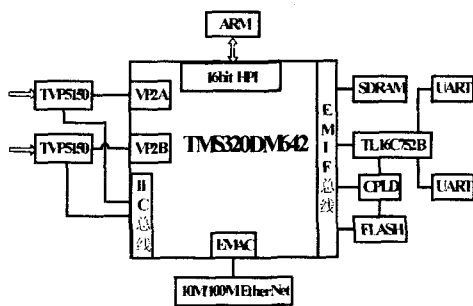 ARM
16bit HPI
TVP5150
VP2A
TVP5150
VP2B
TMS320DM642
IIC总线
EMIF总线
SDRAM
UART
TL16C752B
CPLD
UART
FLASH
EMAC
10M/100M EtherNet